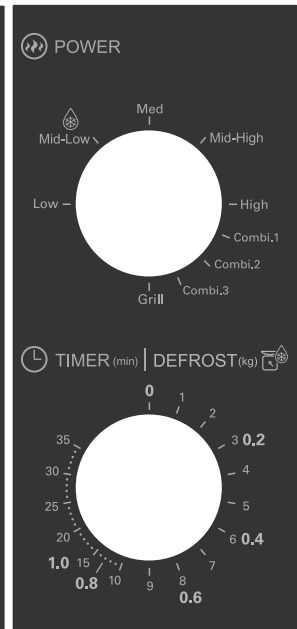 POWER
Med
Mid-Low
Mid-High
Low
High
Combi.1
Combi.2
Combi.3
Grill
TIMER (min) | DEFROST (kg)
0
1
2
3 0.2
4
5
6 0.4
7
8
0.6
9
10
0.8
15
1.0
20
25
30
35